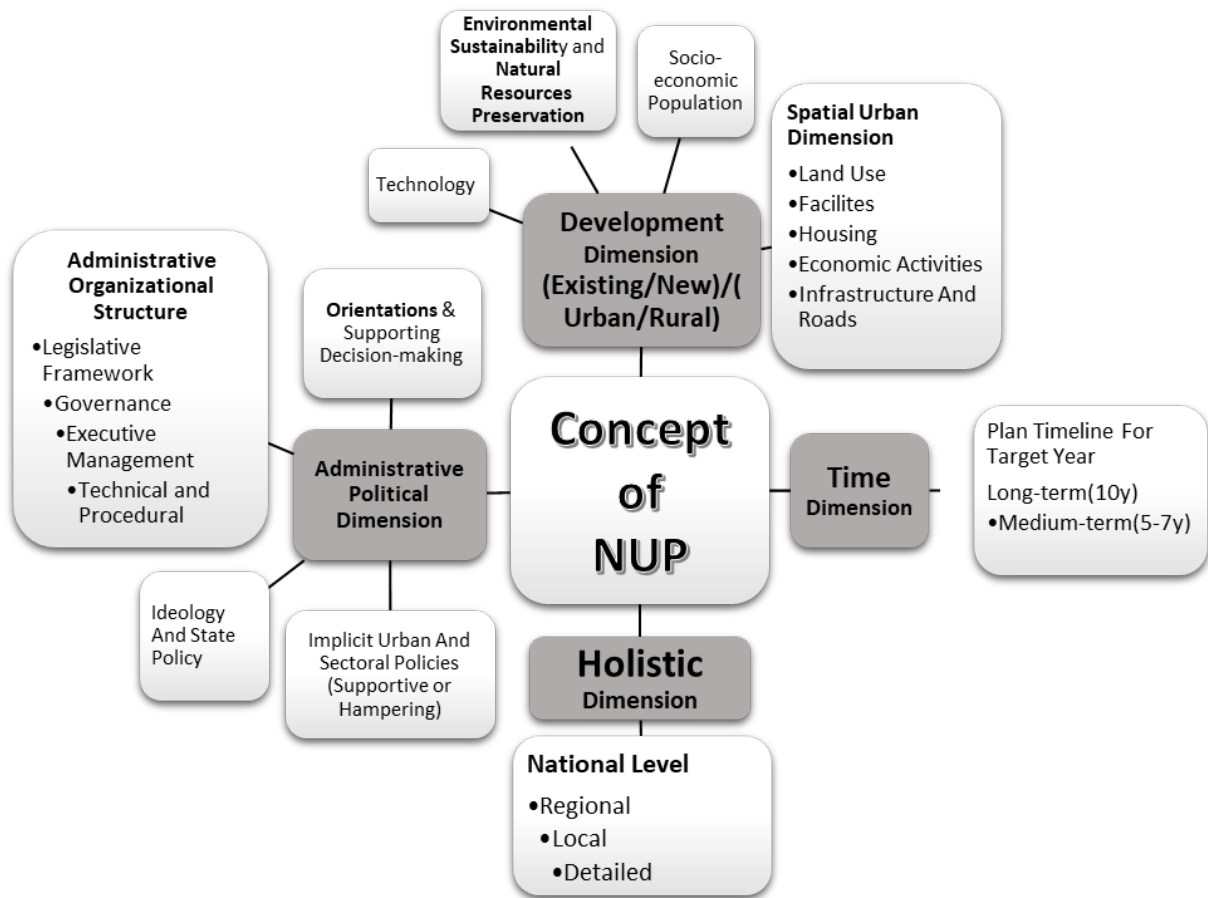 Environmental
Sustainability and
Natural
Resources
Preservation
Socio-
economic
Population
Technology
Development
Dimension
(Existing/New)/(
Urban/Rural)
Spatial Urban
Dimension
•Land Use
•Facilites
•Housing
•Economic Activities
•Infrastructure And
Roads
Administrative
Organizational
Structure
•Legislative
Framework
•Governance
•Executive
Management
•Technical and
Procedural
Orientations &
Supporting
Decision-making
Administrative
Political
Dimension
Ideology
And State
Policy
Implicit Urban And
Sectoral Policies
(Supportive or
Hampering)
Concept
of
NUP
Time
Dimension
Plan Timeline For
Target Year
Long-term(10y)
•Medium-term(5-7y)
Holistic
Dimension
National Level
•Regional
•Local
•Detailed